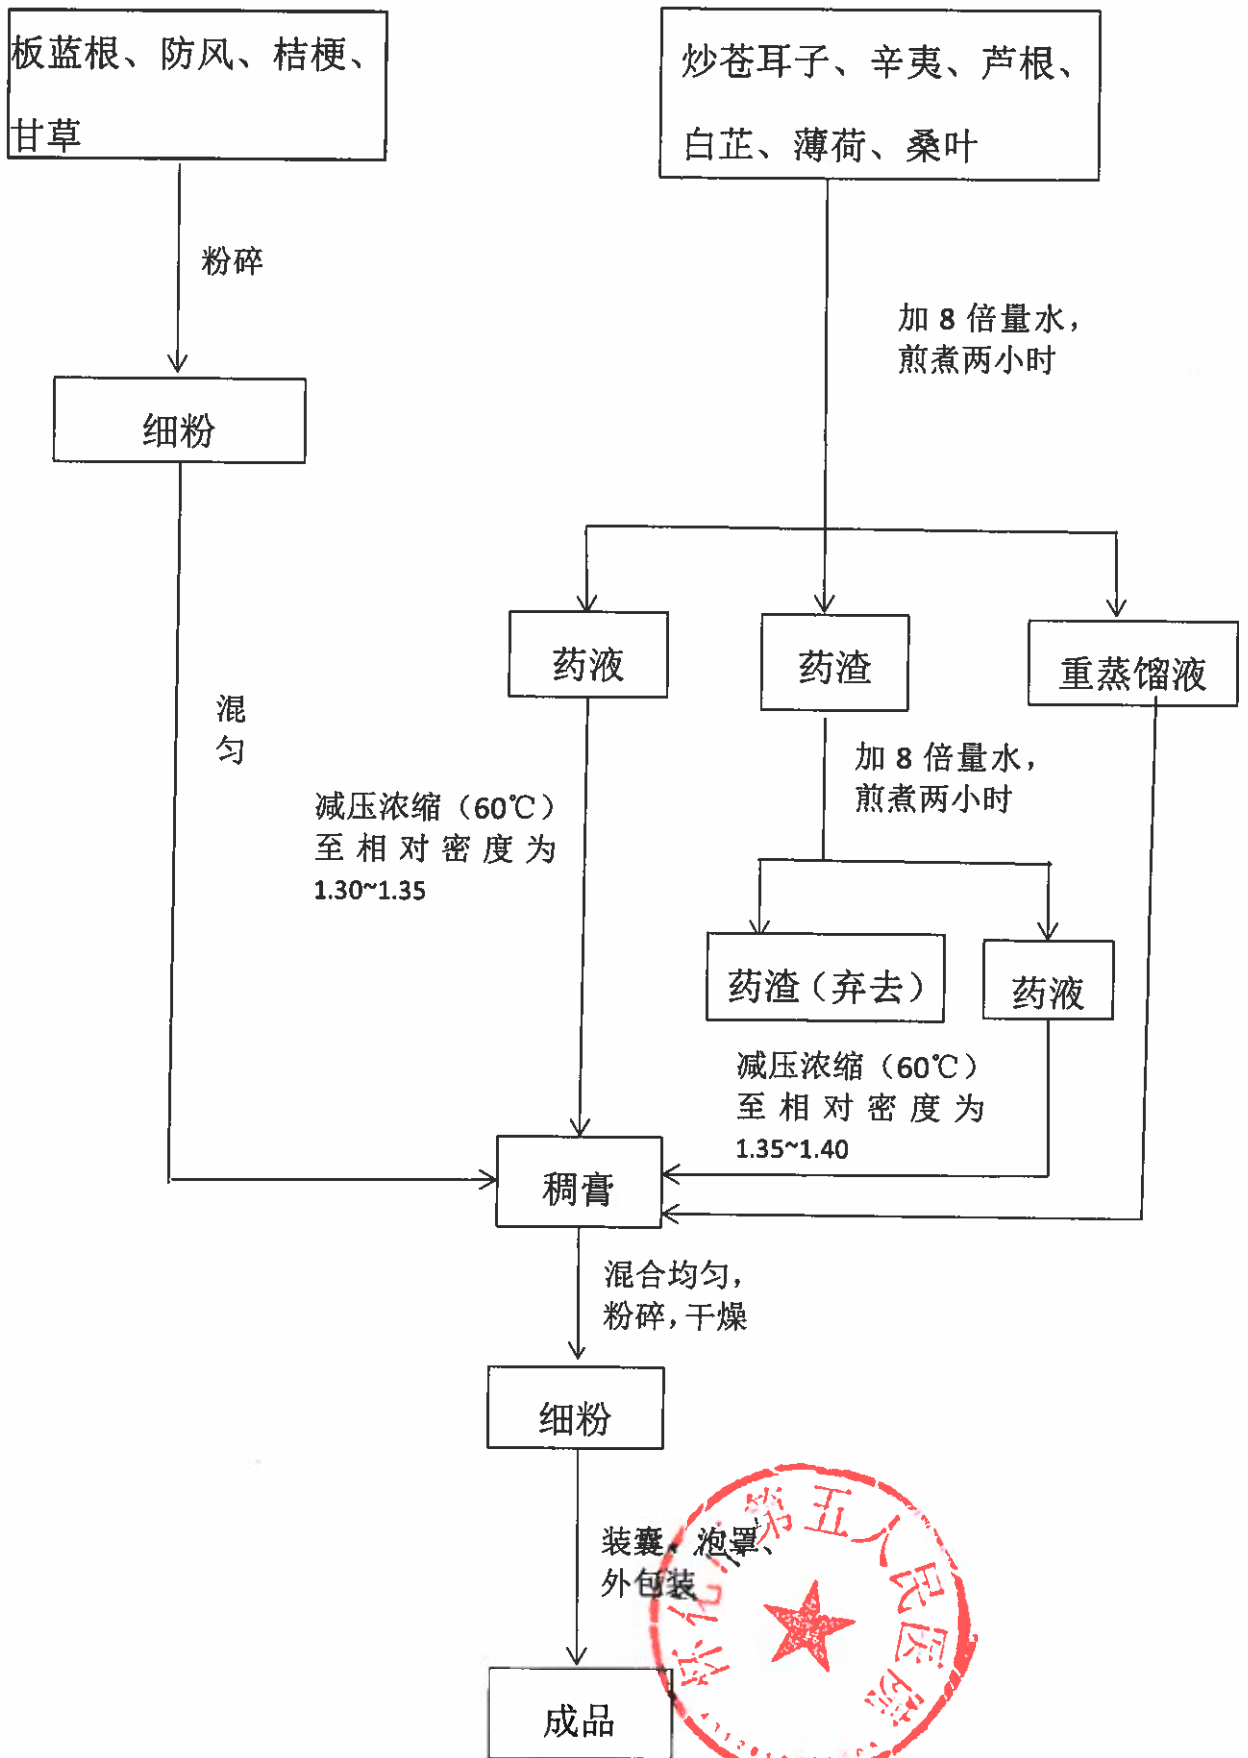 板蓝根、防风、桔梗、
甘草
炒苍耳子、辛夷、芦根、
白芷、薄荷、桑叶
粉碎
加 8 倍量水，
煎煮两小时
细粉
药液
药渣
重蒸馏液
混
匀
加 8 倍量水，
煎煮两小时
减压浓缩（60℃）
至相对密度为
1.30~1.35
药渣（弃去）
药液
减压浓缩（60℃）
至相对密度为
1.35~1.40
稠膏
混合均匀，
粉碎，干燥
细粉
装囊、泡罩、
外包装
成品
怀化市第五人民医院